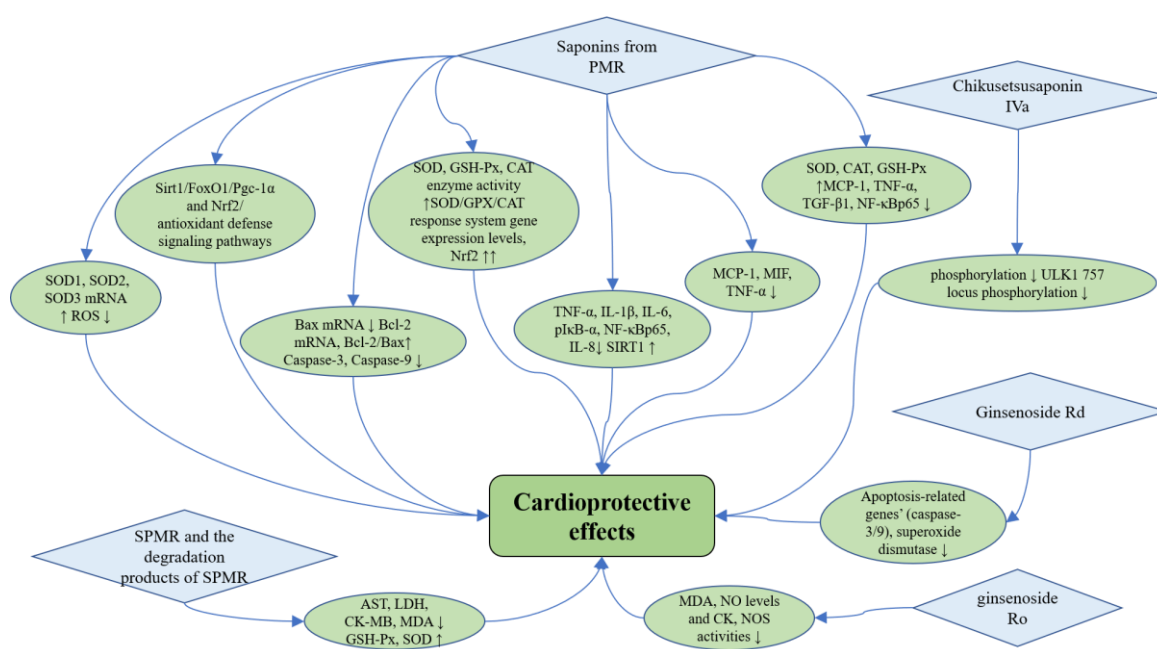 Saponins from
PMR
Chikusetsusaponin
IVa
Sirt1/FoxO1/Pgc-1α
and Nrf2/
antioxidant defense
signaling pathways
SOD, GSH-Px, CAT
enzyme activity
↑SOD/GPX/CAT
response system gene
expression levels,
Nrf2 ↑↑
SOD, CAT, GSH-Px
↑MCP-1, TNF-α,
TGF-β1, NF-κBp65 ↓
SOD1, SOD2,
SOD3 mRNA
↑ ROS ↓
Bax mRNA ↓ Bcl-2
mRNA, Bcl-2/Bax↑
Caspase-3, Caspase-9 ↓
TNF-α, IL-1β, IL-6,
pIκB-α, NF-κBp65,
IL-8↓ SIRT1 ↑
MCP-1, MIF,
TNF-α ↓
phosphorylation ↓ ULK1 757
locus phosphorylation ↓
Ginsenoside Rd
Cardioprotective
effects
Apoptosis-related
genes’ (caspase-
3/9), superoxide
dismutase ↓
SPMR and the
degradation
products of SPMR
AST, LDH,
CK-MB, MDA ↓
GSH-Px, SOD ↑
MDA, NO levels
and CK, NOS
activities ↓
ginsenoside
Ro